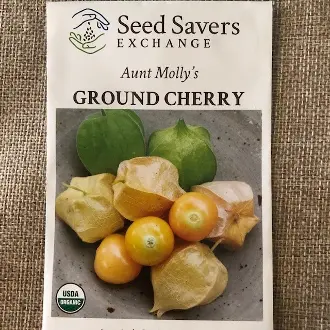 Seed Savers
EXCHANGE
Aunt Molly's
GROUND CHERRY
USDA
ORGANIC